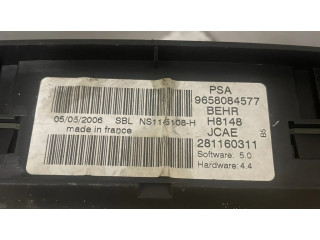 PSA
9658084577
BEHR
05/05/2006 SBL NS116108-H H8148
made in france JCAE
B5
281160311
Software: 5.0
Hardware: 4.4